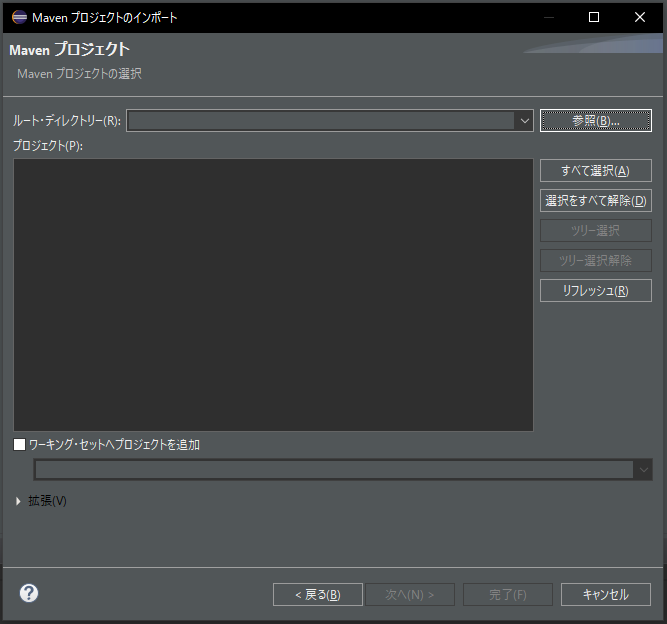 Maven プロジェクトのインポート
Maven プロジェクト
Maven プロジェクトの選択
ルート・ディレクトリー(R):
参照(B)...
プロジェクト(P):
すべて選択(A)
選択をすべて解除(D)
ツリー選択
ツリー選択解除
リフレッシュ(R)
ワーキング・セットへプロジェクトを追加
拡張(V)
?
< 戻る(B)
次へ(N) >
完了(F)
キャンセル